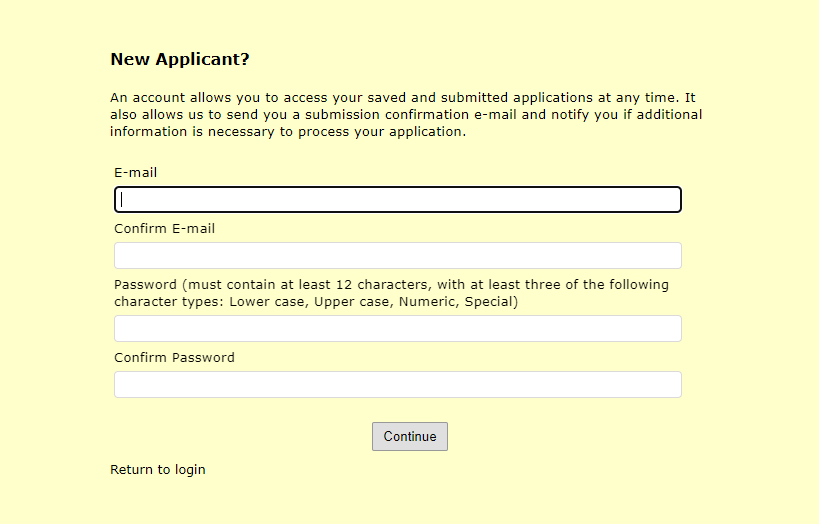 New Applicant?
An account allows you to access your saved and submitted applications at any time. It
also allows us to send you a submission confirmation e-mail and notify you if additional
information is necessary to process your application.
E-mail
Confirm E-mail
Password (must contain at least 12 characters, with at least three of the following
character types: Lower case, Upper case, Numeric, Special)
Confirm Password
Continue
Return to login